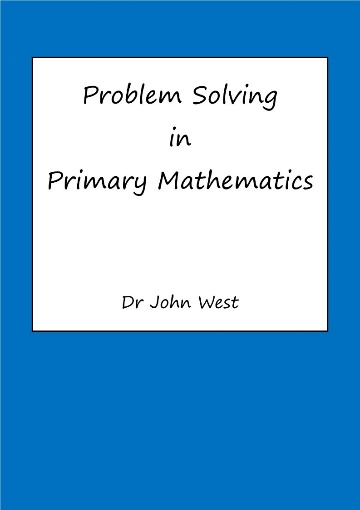 Problem Solving
in
Primary Mathematics
Dr John West